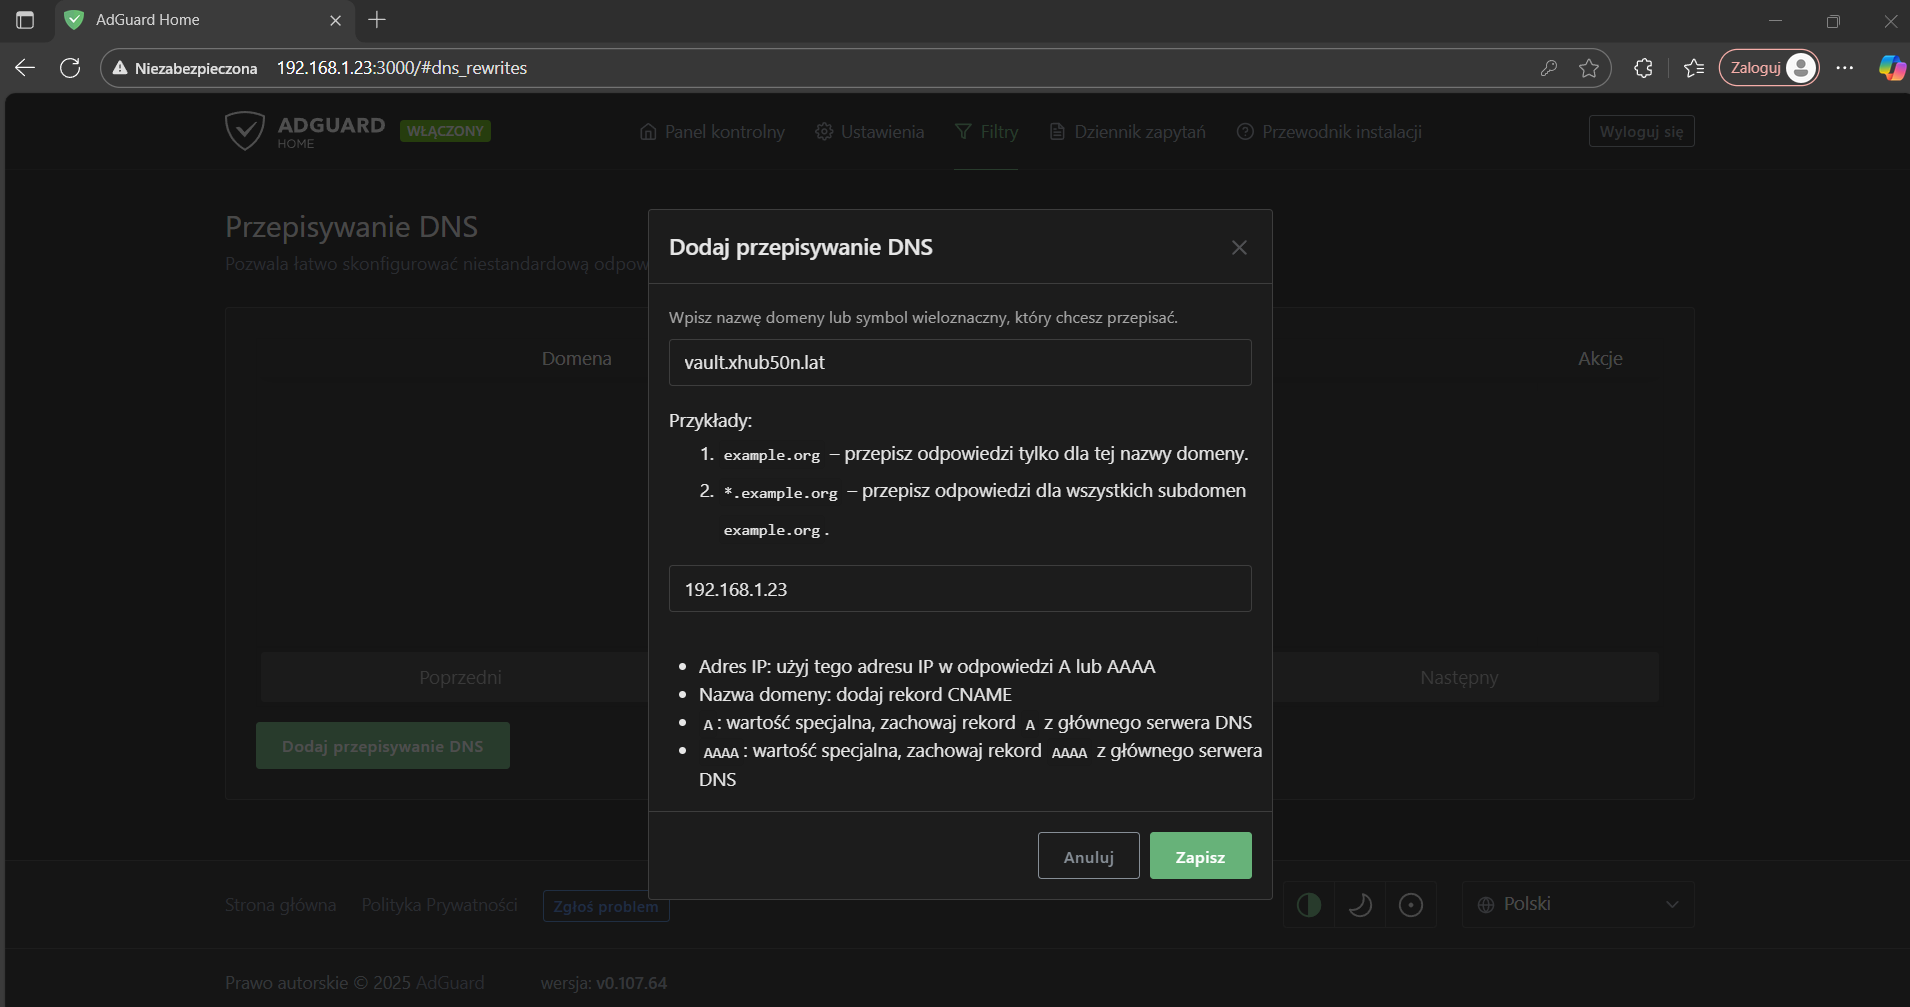 AdGuard Home
Niezabezpieczona 192.168.1.23:3000/#dns_rewrites
Zaloguj
ADGUARD
HOME
WŁĄCZONY
Panel kontrolny
Ustawienia
Filtry
Dziennik zapytań
Przewodnik instalacji
Wyloguj się
Przepisywanie DNS
Pozwala łatwo skonfigurować niestandardową odpow
Domena
Akcje
Dodaj przepisywanie DNS
Wpisz nazwę domeny lub symbol wieloznaczny, który chcesz przepisać.
vault.xhub50n.lat
Przykłady:
1. example.org – przepisz odpowiedzi tylko dla tej nazwy domeny.
2. *.example.org – przepisz odpowiedzi dla wszystkich subdomen
example.org.
192.168.1.23
Adres IP: użyj tego adresu IP w odpowiedzi A lub AAAA
Nazwa domeny: dodaj rekord CNAME
A: wartość specjalna, zachowaj rekord A z głównego serwera DNS
AAAA: wartość specjalna, zachowaj rekord AAAA z głównego serwera
DNS
Anuluj
Zapisz
Poprzedni
Następny
Dodaj przepisywanie DNS
Strona główna
Polityka Prywatności
Zgłoś problem
Polski
Prawo autorskie © 2025 AdGuard
wersja: v0.107.64